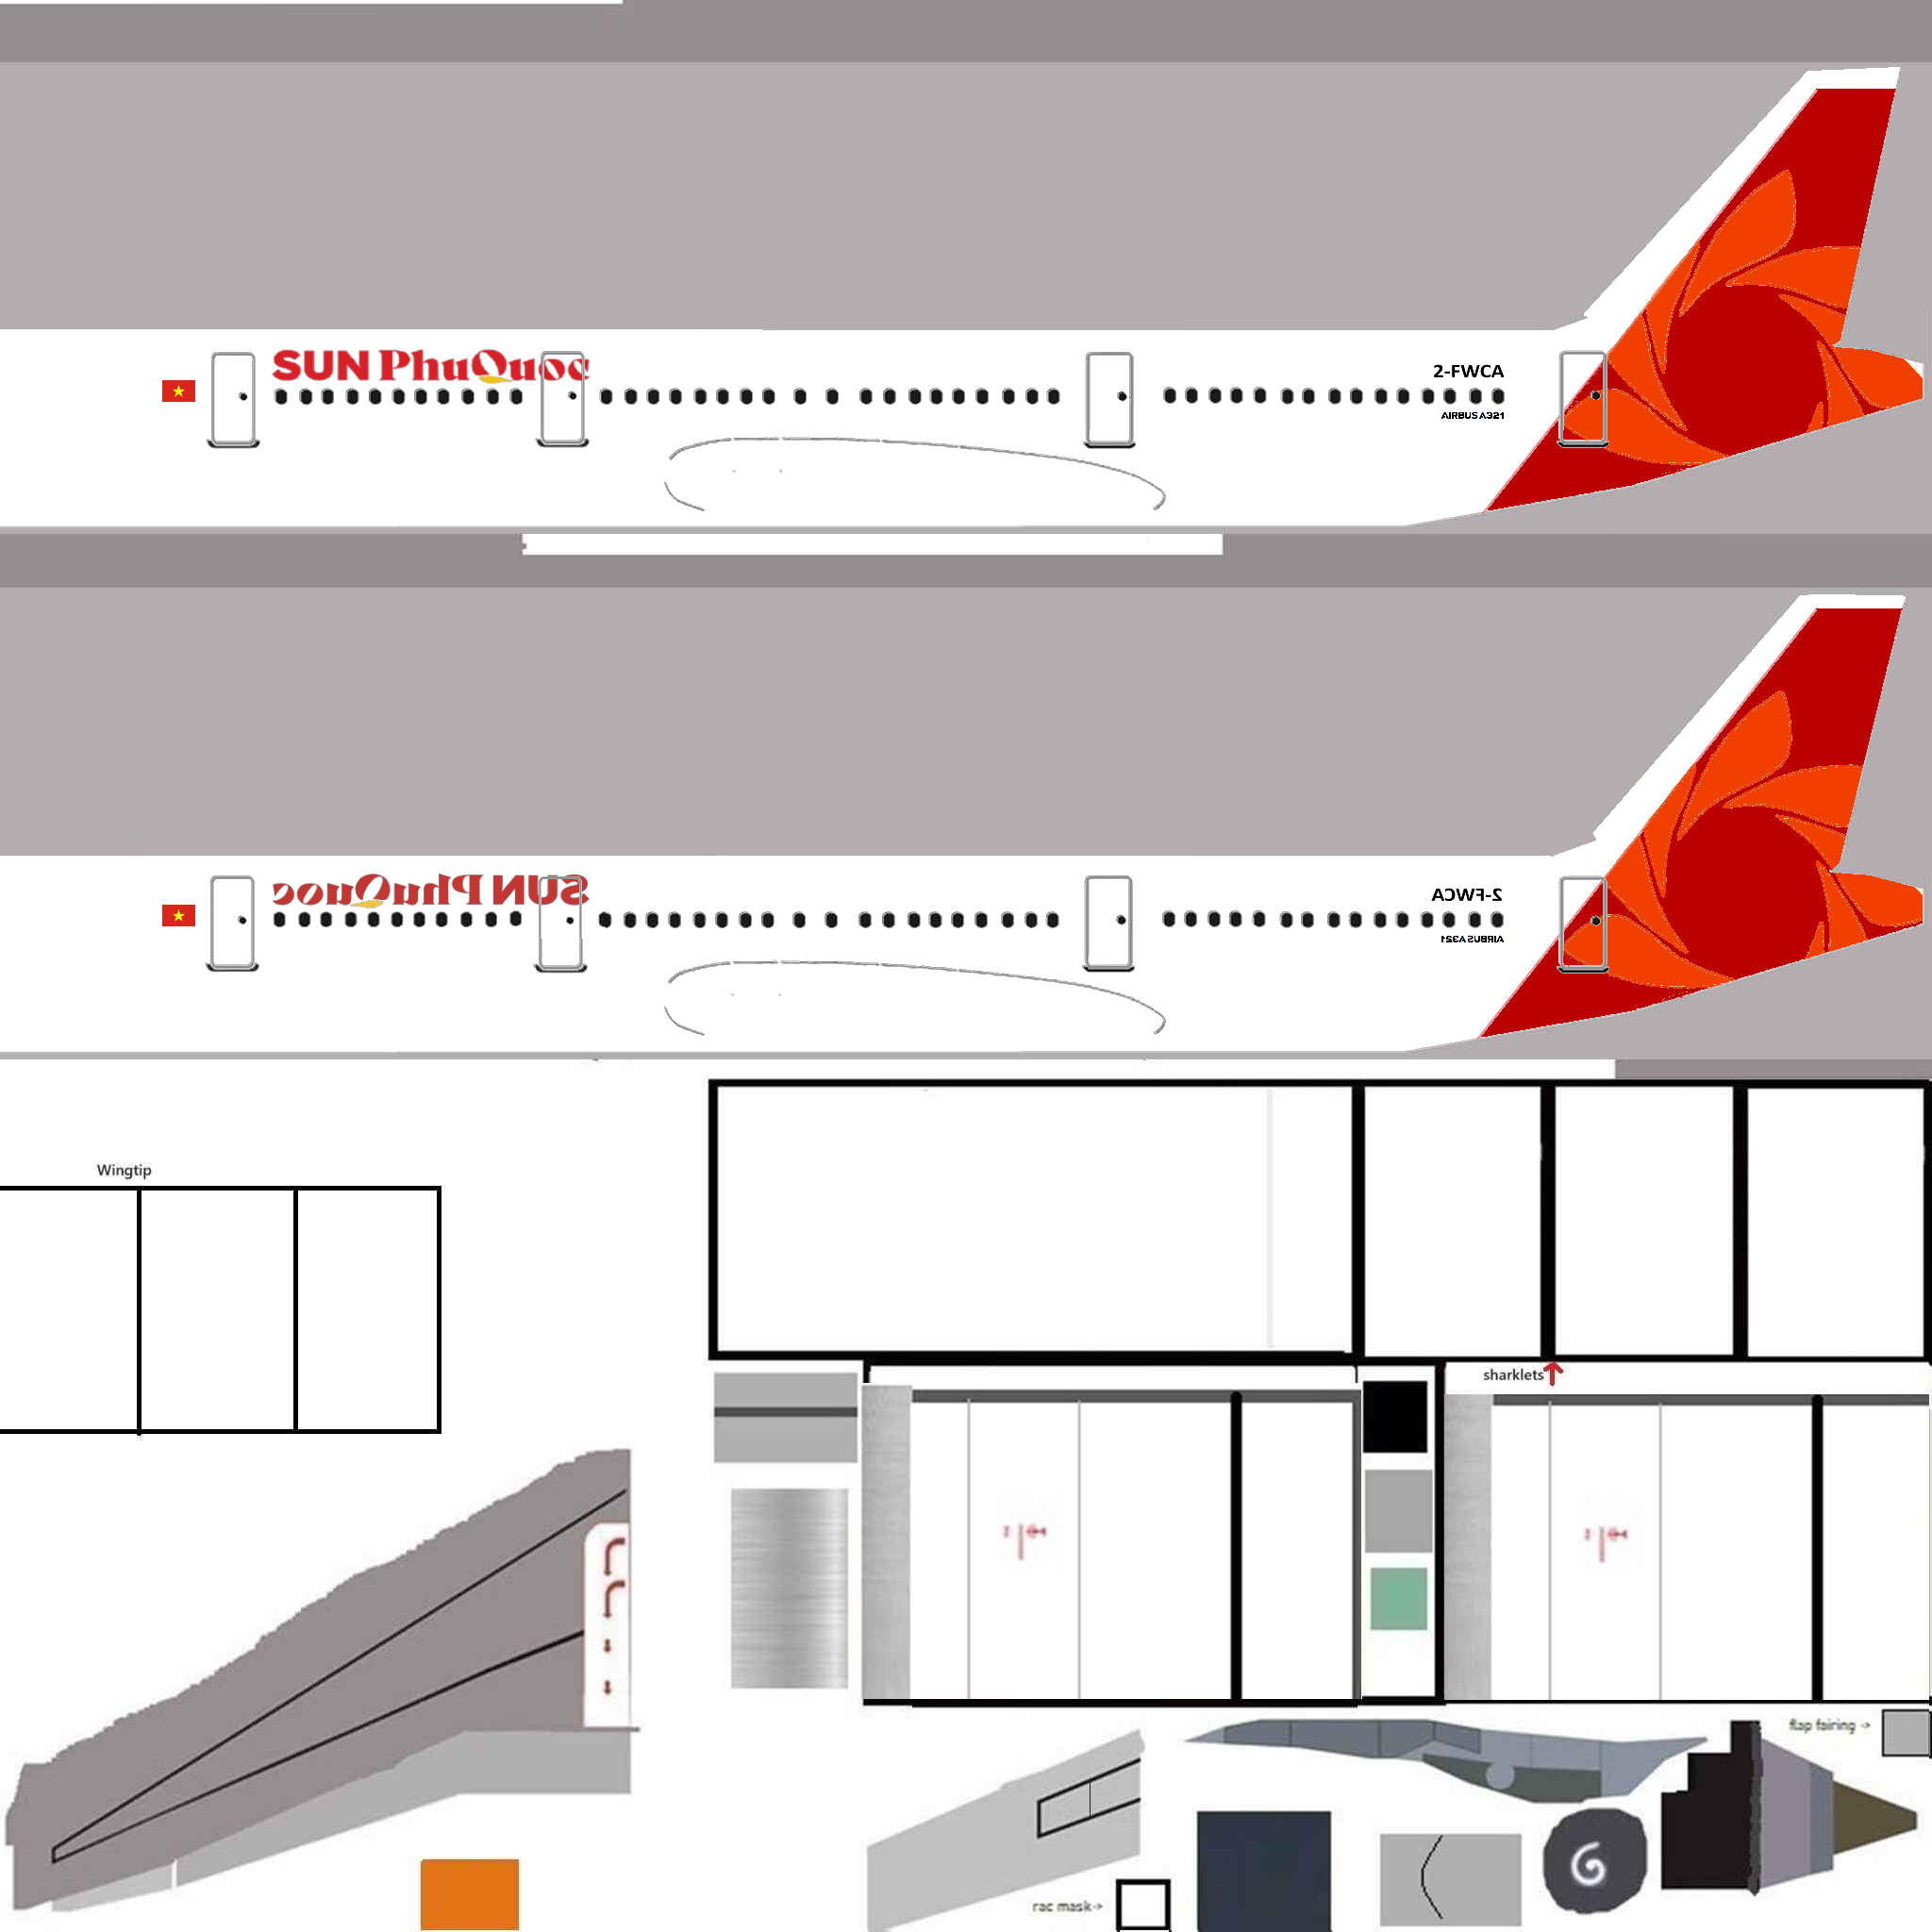 SUN PhuQuoc
2-FWCA
AIRBUS A321
SUN PhuQuoc
2-FWCA
AIRBUS A321
Wingtip
sharklets
flap fairing ->
rac mask->